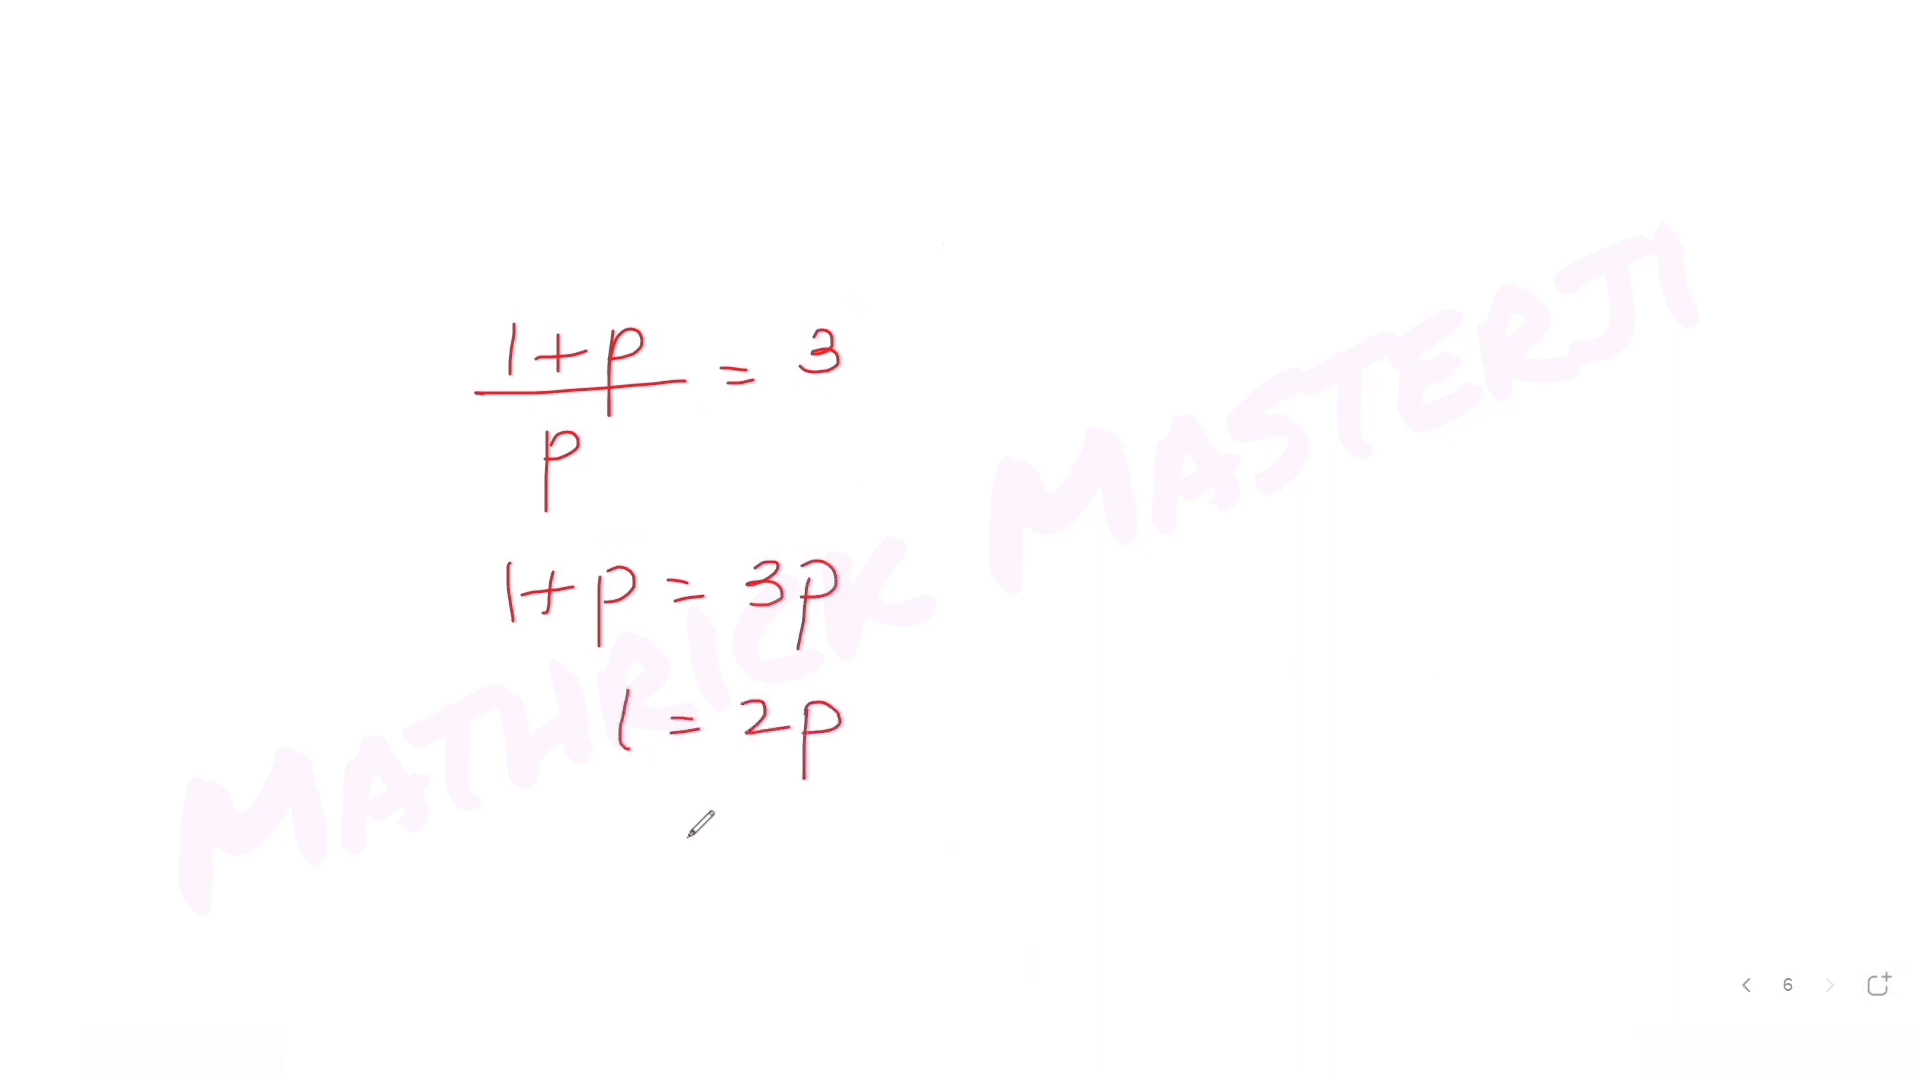 1+p/p = 3
1+p = 3p
1 = 2p
MATHRICK MASTERJI
6